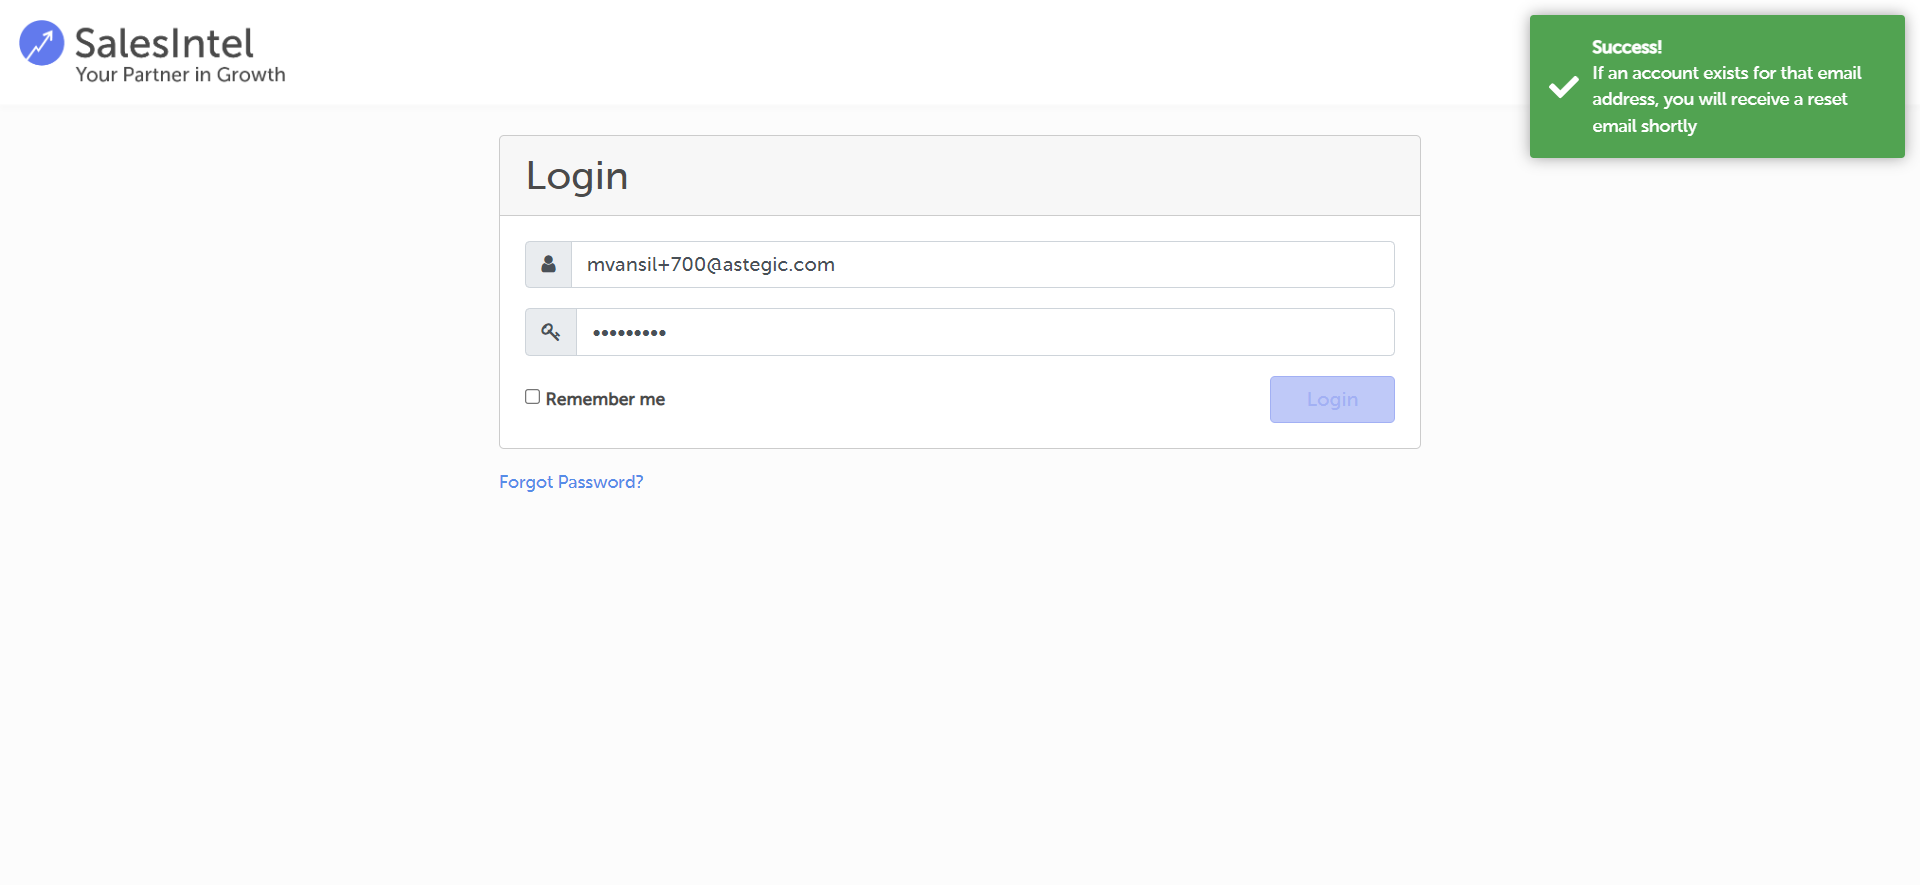 SalesIntel
Your Partner in Growth
Success!
If an account exists for that email
address, you will receive a reset
email shortly
Login
mvansil+700@astegic.com
•••••••••
Remember me
Login
Forgot Password?